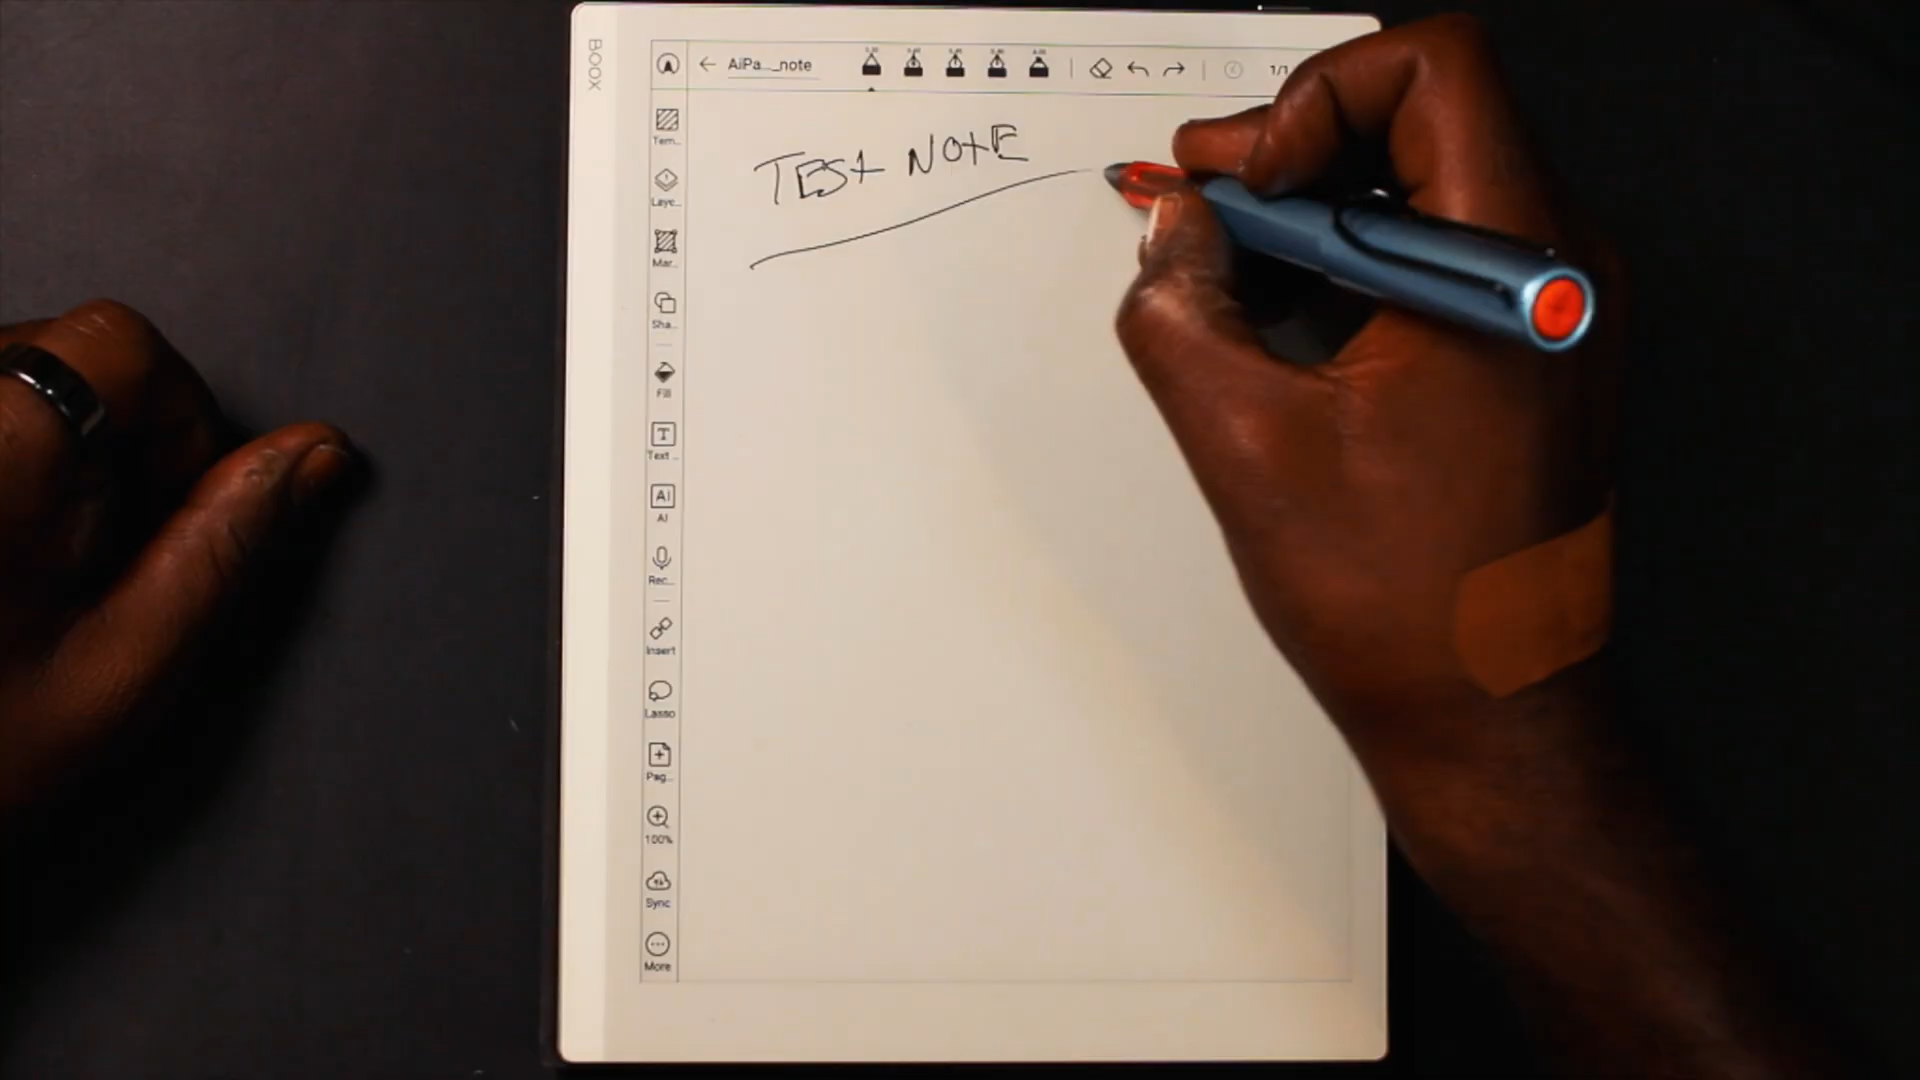 BOOX
AiPa..._note
1/1
TEST NOTE
Tem...
Laye...
Mar...
Sha...
Fill
Text ...
AI
AI
Rec...
Insert
Lasso
Pag...
100%
Sync
More